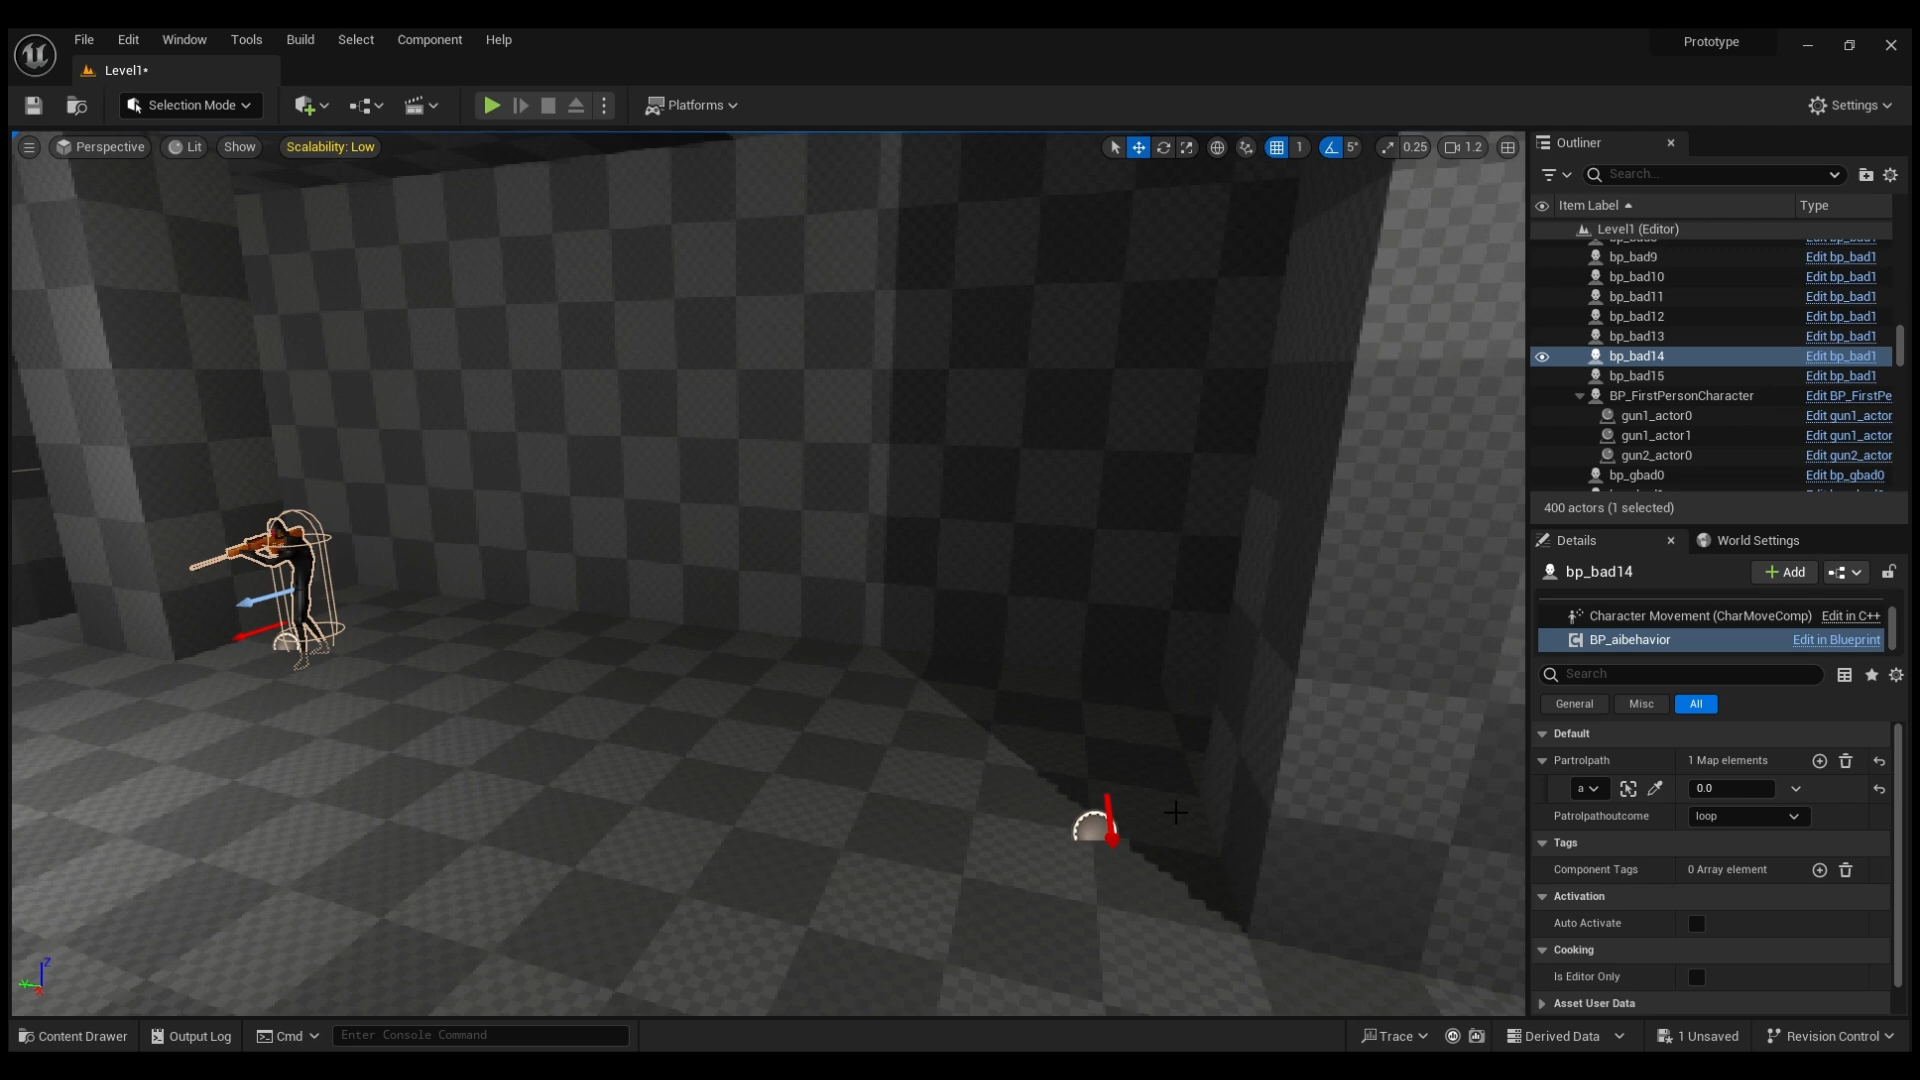 File Edit Window Tools Build Select Component Help
Prototype
Level1*
Selection Mode
Platforms
Settings
Perspective Lit Show Scalability: Low
1 5° 0.25 1.2
Outliner
Search...
Item Label Type
Level1 (Editor)
bp_bad9 Edit bp_bad1
bp_bad10 Edit bp_bad1
bp_bad11 Edit bp_bad1
bp_bad12 Edit bp_bad1
bp_bad13 Edit bp_bad1
bp_bad14 Edit bp_bad1
bp_bad15 Edit bp_bad1
BP_FirstPersonCharacter Edit BP_FirstPe
gun1_actor0 Edit gun1_actor
gun1_actor1 Edit gun1_actor
gun2_actor0 Edit gun2_actor
bp_gbad0 Edit bp_gbad0
400 actors (1 selected)
Details World Settings
bp_bad14 Add
Character Movement (CharMoveComp) Edit in C++
BP_aibehavior Edit in Blueprint
Search
General Misc All
Default
Partrolpath 1 Map elements
a 0.0
Patrolpathoutcome loop
Tags
Component Tags 0 Array element
Activation
Auto Activate
Cooking
Is Editor Only
Asset User Data
Z
Content Drawer Output Log Cmd Enter Console Command Trace Derived Data 1 Unsaved Revision Control